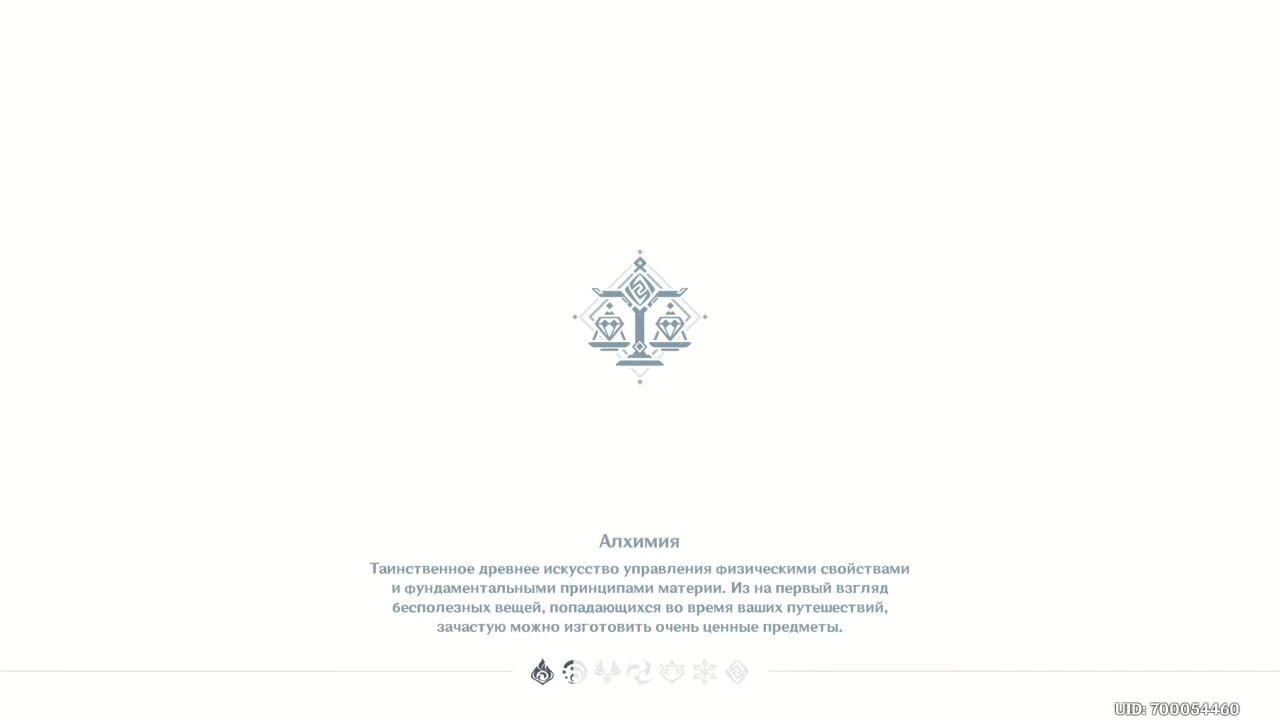 Алхимия
Таинственное древнее искусство управления физическими свойствами
и фундаментальными принципами материи. Из на первый взгляд
бесполезных вещей, попадающихся во время ваших путешествий,
зачастую можно изготовить очень ценные предметы.
UID: 700054460